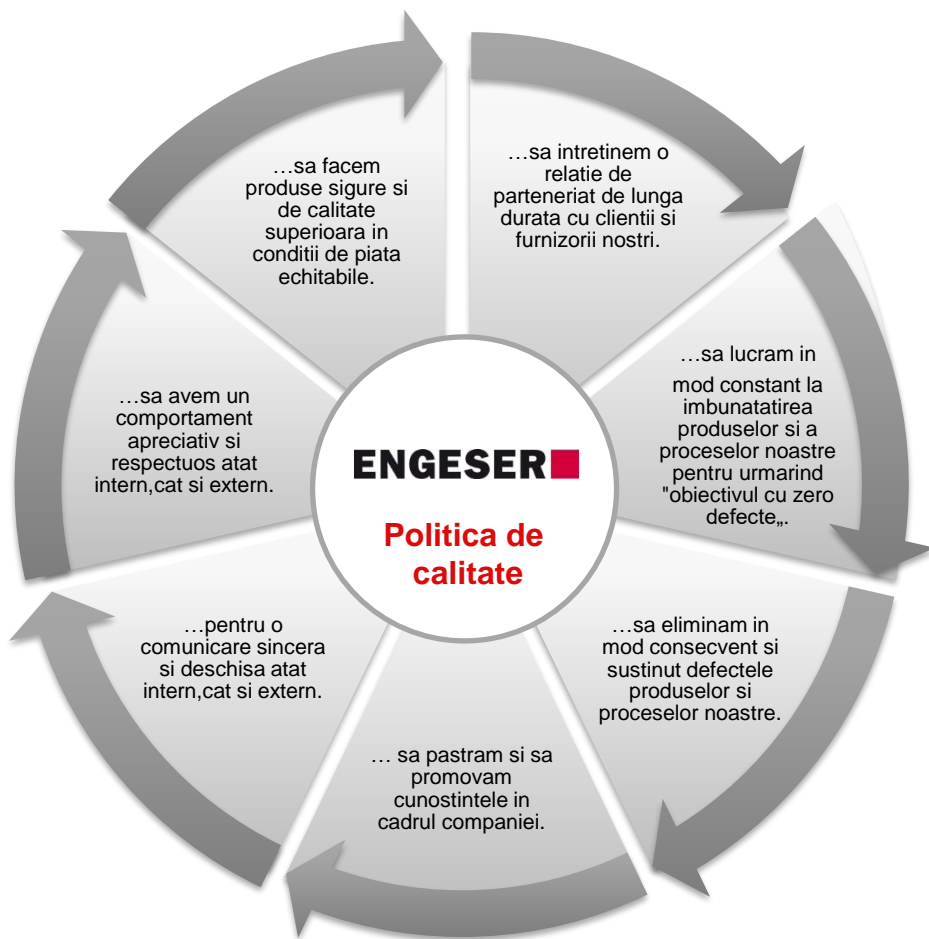 …sa facem
produse sigure si
de calitate
superioara in
conditii de piata
echitabile.
…sa intretinem o
relatie de
parteneriat de lunga
durata cu clientii si
furnizorii nostri.
…sa lucram in
mod constant la
imbunatatirea
produselor si a
proceselor noastre
pentru urmarind
"obiectivul cu zero
defecte„.
…sa eliminam in
mod consecvent si
sustinut defectele
produselor si
proceselor noastre.
… sa pastram si sa
promovam
cunostintele in
cadrul companiei.
…pentru o
comunicare sincera
si deschisa atat
intern,cat si extern.
…sa avem un
comportament
apreciativ si
respectuos atat
intern,cat si extern.
ENGESER
Politica de
calitate